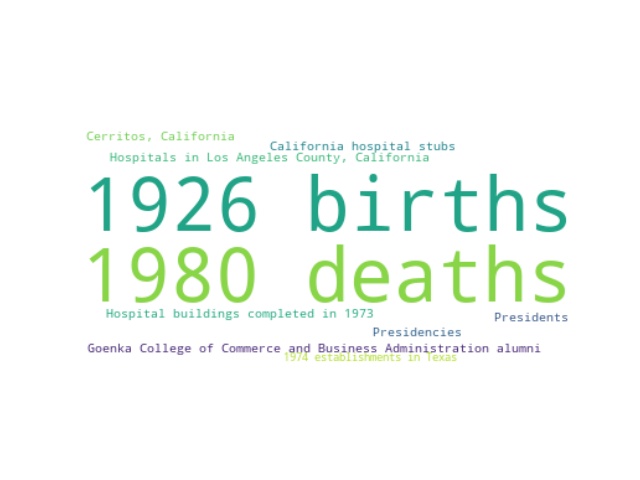 Cerritos, California
California hospital stubs
Hospitals in Los Angeles County, California
1926 births
1980 deaths
Hospital buildings completed in 1973
Presidents
Presidencies
Goenka College of Commerce and Business Administration alumni
1974 establishments in Texas